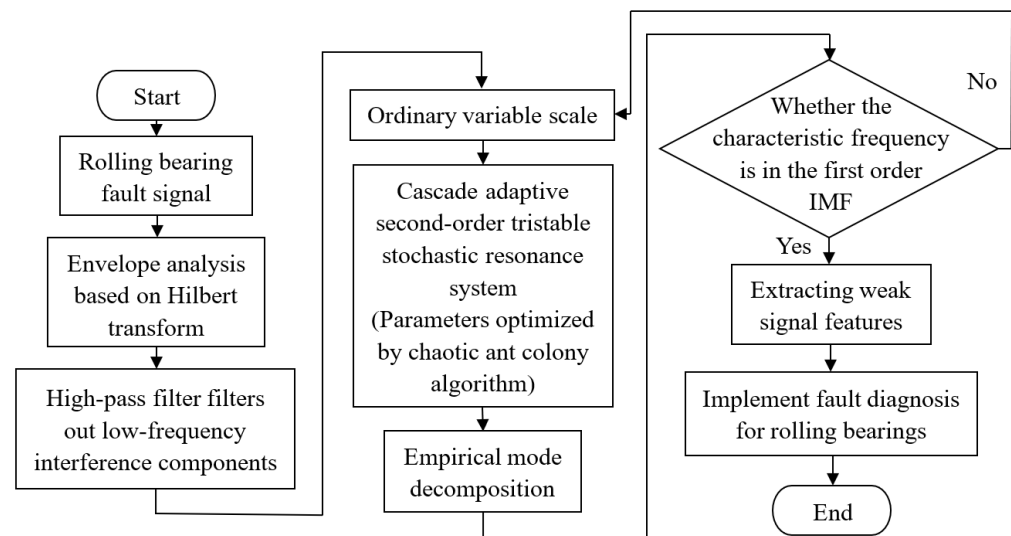 Start
Rolling bearing
fault signal
Envelope analysis
based on Hilbert
transform
High-pass filter filters
out low-frequency
interference components
Ordinary variable scale
Cascade adaptive
second-order tristable
stochastic resonance
system
(Parameters optimized
by chaotic ant colony
algorithm)
Empirical mode
decomposition
Whether the
characteristic frequency
is in the first order
IMF
No
Yes
Extracting weak
signal features
Implement fault diagnosis
for rolling bearings
End